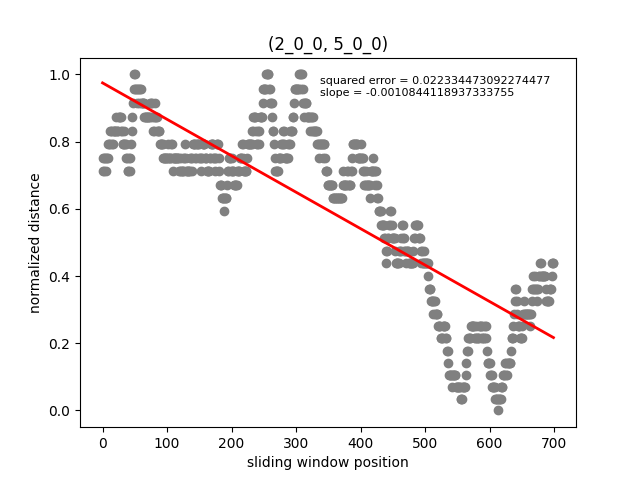 (2_0_0, 5_0_0)
squared error = 0.022334473092274477
slope = -0.0010844118937333755
normalized distance
1.0
0.8
0.6
0.4
0.2
0.0
0 100 200 300 400 500 600 700
sliding window position